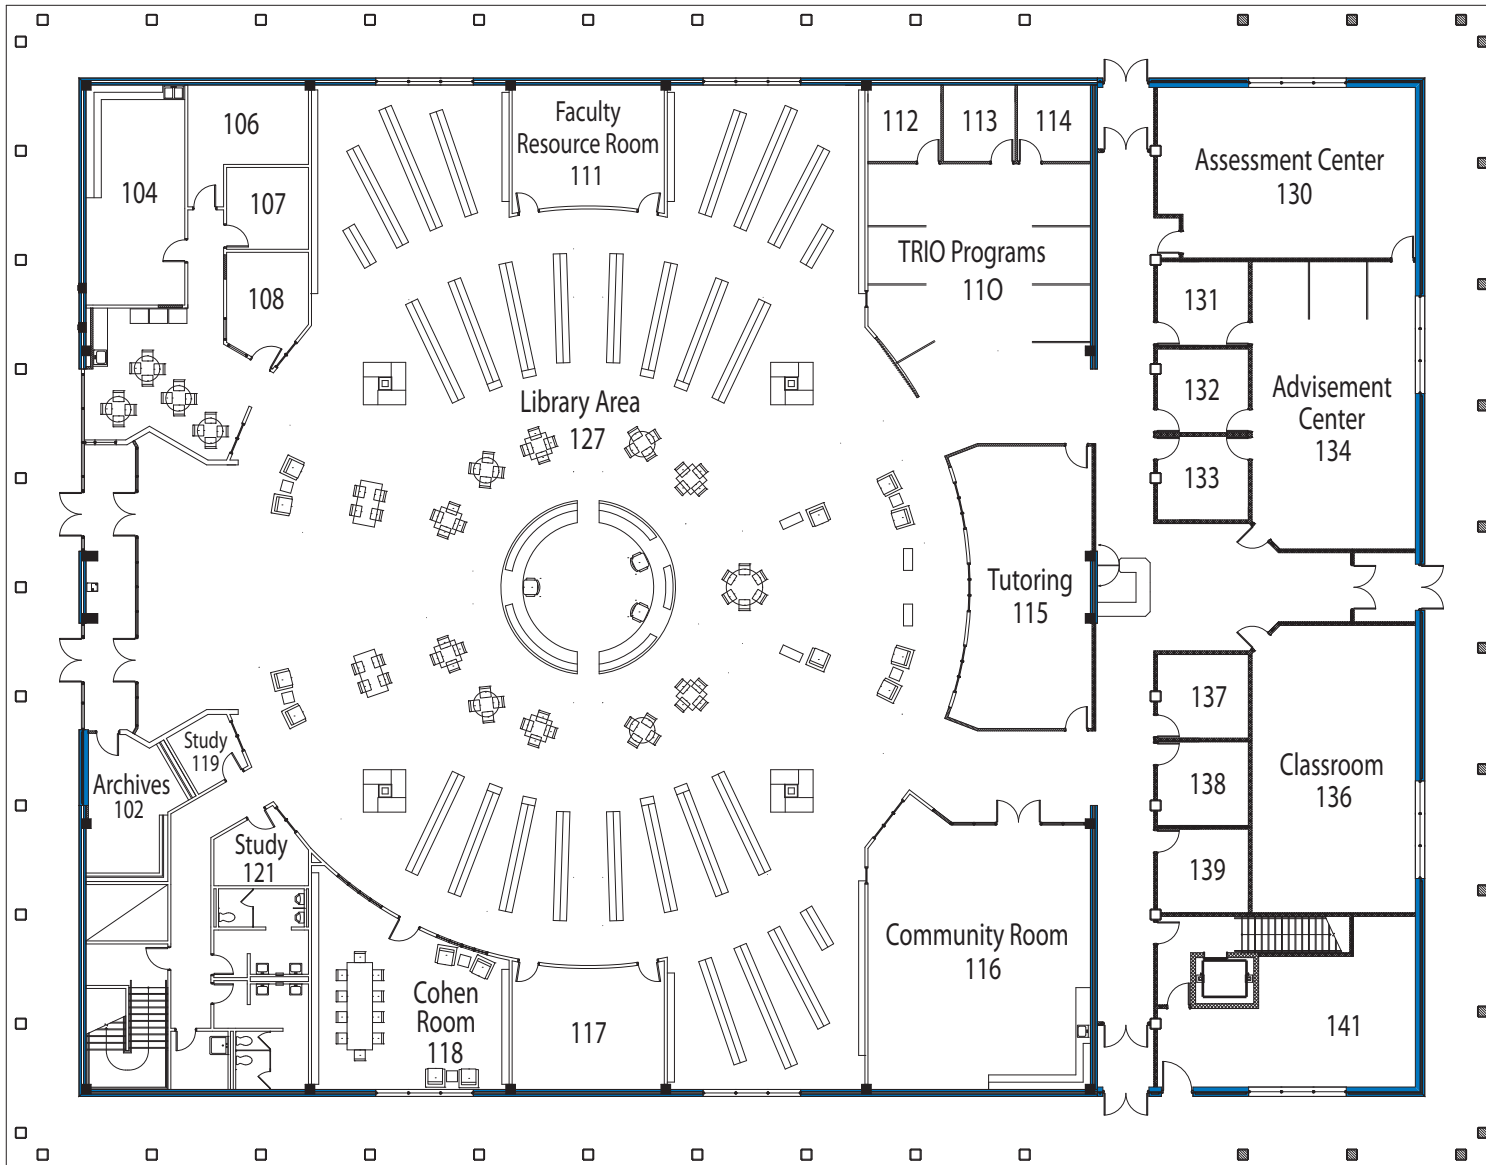 106
104
107
108
Faculty
Resource Room
111
112
113
114
TRIO Programs
110
Assessment Center
130
131
132
133
Advisement
Center
134
Library Area
127
Tutoring
115
137
138
139
Classroom
136
Study
119
Archives
102
Study
121
Cohen
Room
118
117
Community Room
116
141